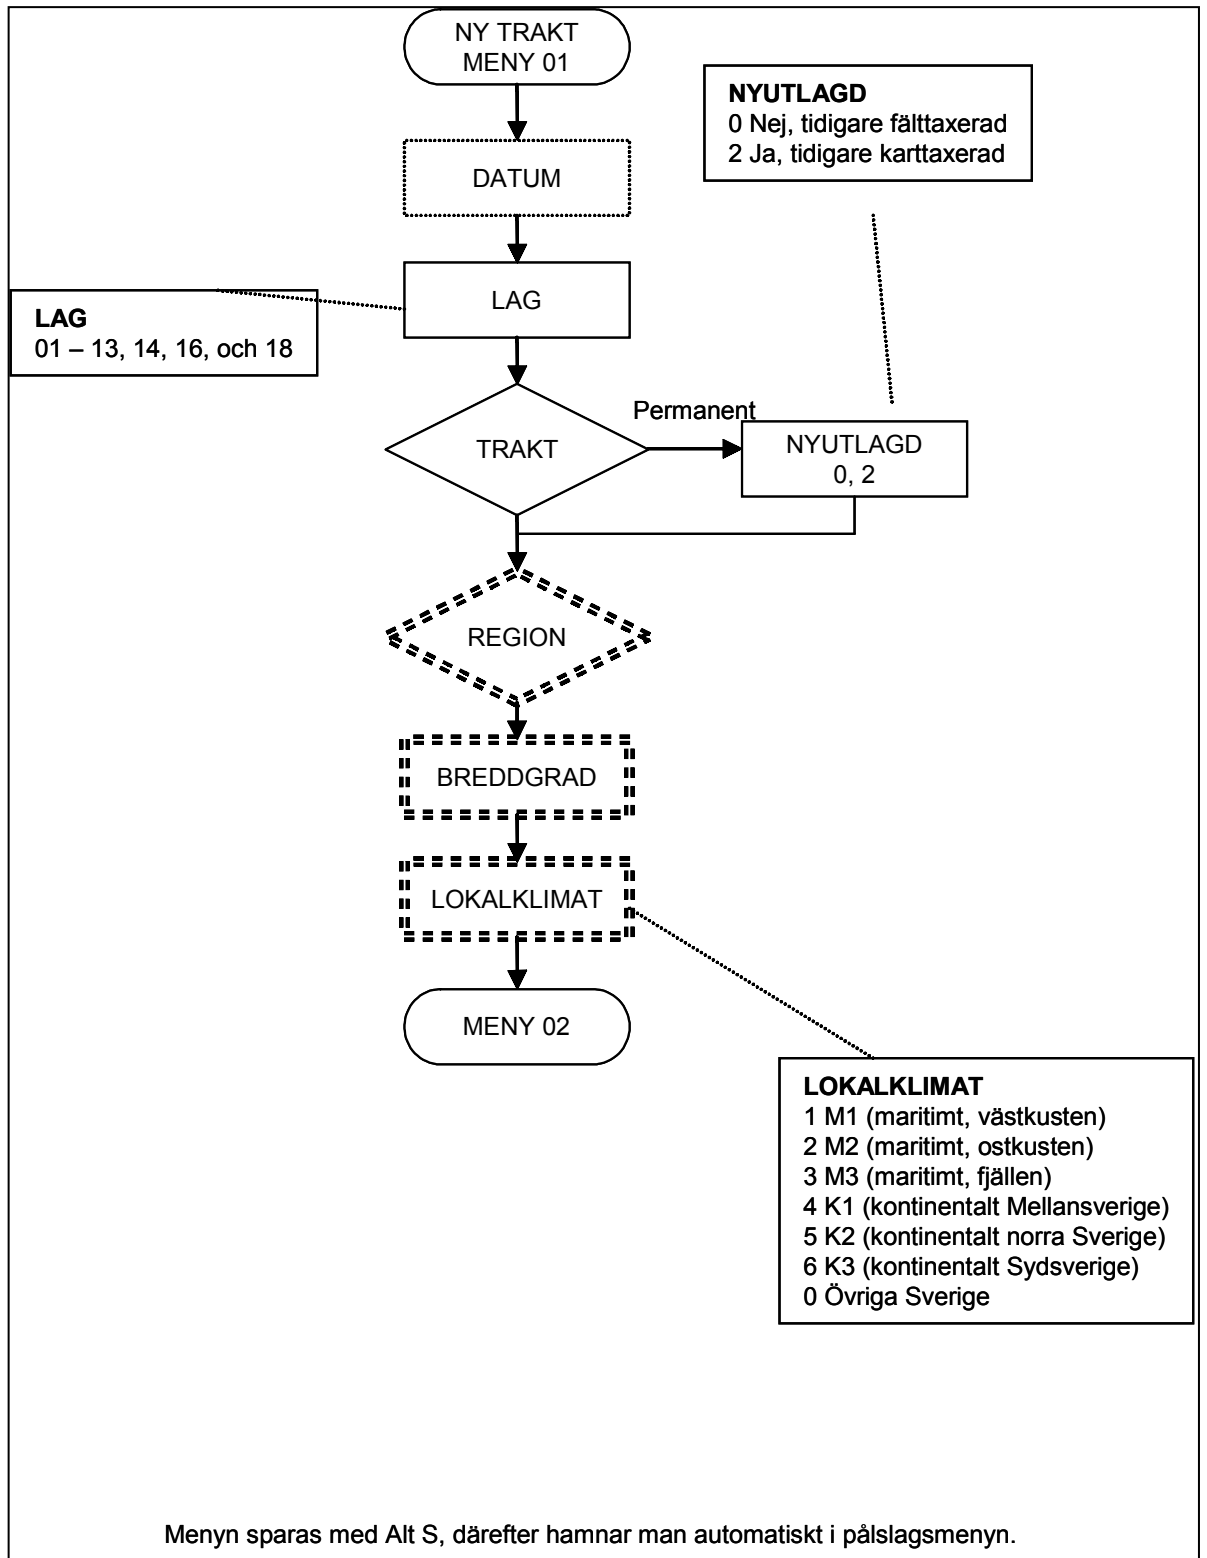 NY TRAKT
MENY 01
NYUTLAGD
0 Nej, tidigare fälttaxerad
2 Ja, tidigare karttaxerad
DATUM
LAG
LAG
01 – 13, 14, 16, och 18
Permanent
TRAKT
NYUTLAGD
0, 2
REGION
BREDDGRAD
LOKALKLIMAT
MENY 02
LOKALKLIMAT
1 M1 (maritimt, västkusten)
2 M2 (maritimt, ostkusten)
3 M3 (maritimt, fjällen)
4 K1 (kontinentalt Mellansverige)
5 K2 (kontinentalt norra Sverige)
6 K3 (kontinentalt Sydsverige)
0 Övriga Sverige
Menyn sparas med Alt S, därefter hamnar man automatiskt i pålslagsmenyn.